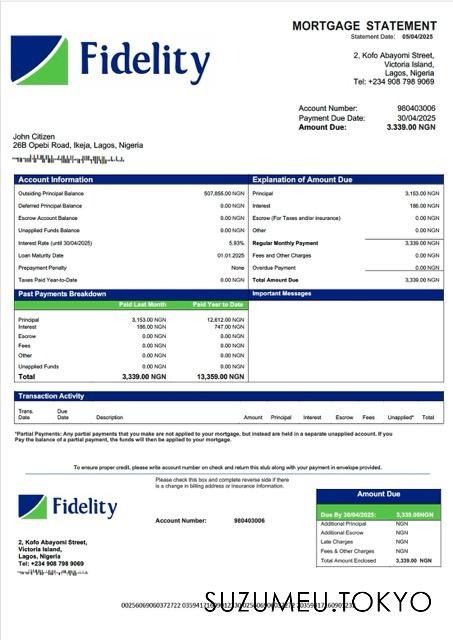 MORTGAGE STATEMENT
Statement Date: 05/04/2025
Fidelity
2, Kofo Abayomi Street,
Victoria Island,
Lagos, Nigeria
Tel: +234 908 798 9069
Account Number: 980403006
Payment Due Date: 30/04/2025
Amount Due: 3.339.00 NGN
John Citizen
26B Opebi Road, Ikeja, Lagos, Nigeria
Account Information
Outsiding Principal Balance 507,855.00 NGN
Deferred Principal Balance 0.00 NGN
Escrow Account Balance 0.00 NGN
Unapplied Funds Balance 0.00 NGN
Interest Rate (until 30/04/2025) 5.93%
Loan Maturity Date 01.01.2025
Prepayment Penalty None
Taxes Paid Year-to-Date 0.00 NGN
Explanation of Amount Due
Principal 3,153.00 NGN
Interest 186.00 NGN
Escrow (For Taxes and/or insurance) 0.00 NGN
Other 0.00 NGN
Regular Monthly Payment 3,339.00 NGN
Fees and Other Charges 0.00 NGN
Overdue Payment 0.00 NGN
Total Amount Due 3,339.00 NGN
Past Payments Breakdown
Paid Last Month Paid Year to Date
Principal 3,153.00 NGN 12,612.00 NGN
Interest 186.00 NGN 747.00 NGN
Escrow 0.00 NGN 0.00 NGN
Fees 0.00 NGN 0.00 NGN
Other 0.00 NGN 0.00 NGN
Unapplied Funds 0.00 NGN 0.00 NGN
Total 3,339.00 NGN 13,359.00 NGN
Important Messages
Transaction Activity
Trans. Date Due Date Description Amount Principal Interest Escrow Fees Unapplied* Total
*Partial Payments: Any partial payments that you make are not applied to your mortgage, but instead are held in a separate unapplied account. If you
Pay the balance of a partial payment, the funds will then be applied to your mortgage.
To ensure proper credit, please write account number on check and return this stub along with your payment in envelope provided.
Please check this box and complete reverse side if there
is a change in billing address or insurance information.
Fidelity
Account Number: 980403006
2, Kofo Abayomi Street,
Victoria Island,
Lagos, Nigeria
Tel: +234 908 798 9069
Amount Due
Due By 30/04/2025: 3,339.00NGN
Additional Principal NGN
Additional Escrow NGN
Late Charges NGN
Fees & Other Charges NGN
Total Amount Enclosed 3,339.00 NGN
SUZUMEU.TOKYO